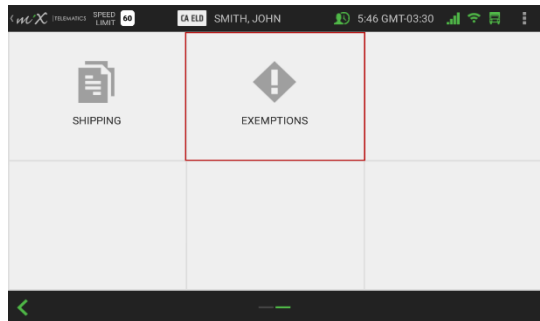 mix TELEMATICS SPEED LIMIT 60 CA ELD SMITH, JOHN 5:46 GMT-03:30
SHIPPING EXEMPTIONS